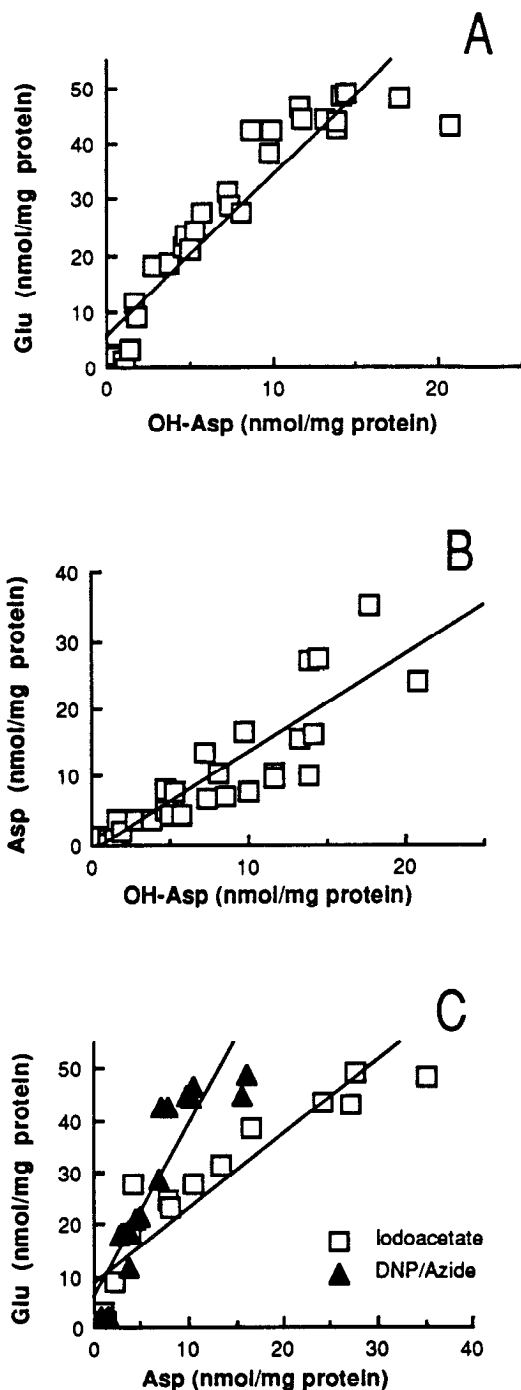 A
Glu (nmol/mg protein)
50
40
30
20
10
0
0
10
20
OH-Asp (nmol/mg protein)
B
Asp (nmol/mg protein)
40
30
20
10
0
0
10
20
OH-Asp (nmol/mg protein)
C
Glu (nmol/mg protein)
50
40
30
20
10
0
Iodoacetate
DNP/Azide
0
10
20
30
40
Asp (nmol/mg protein)